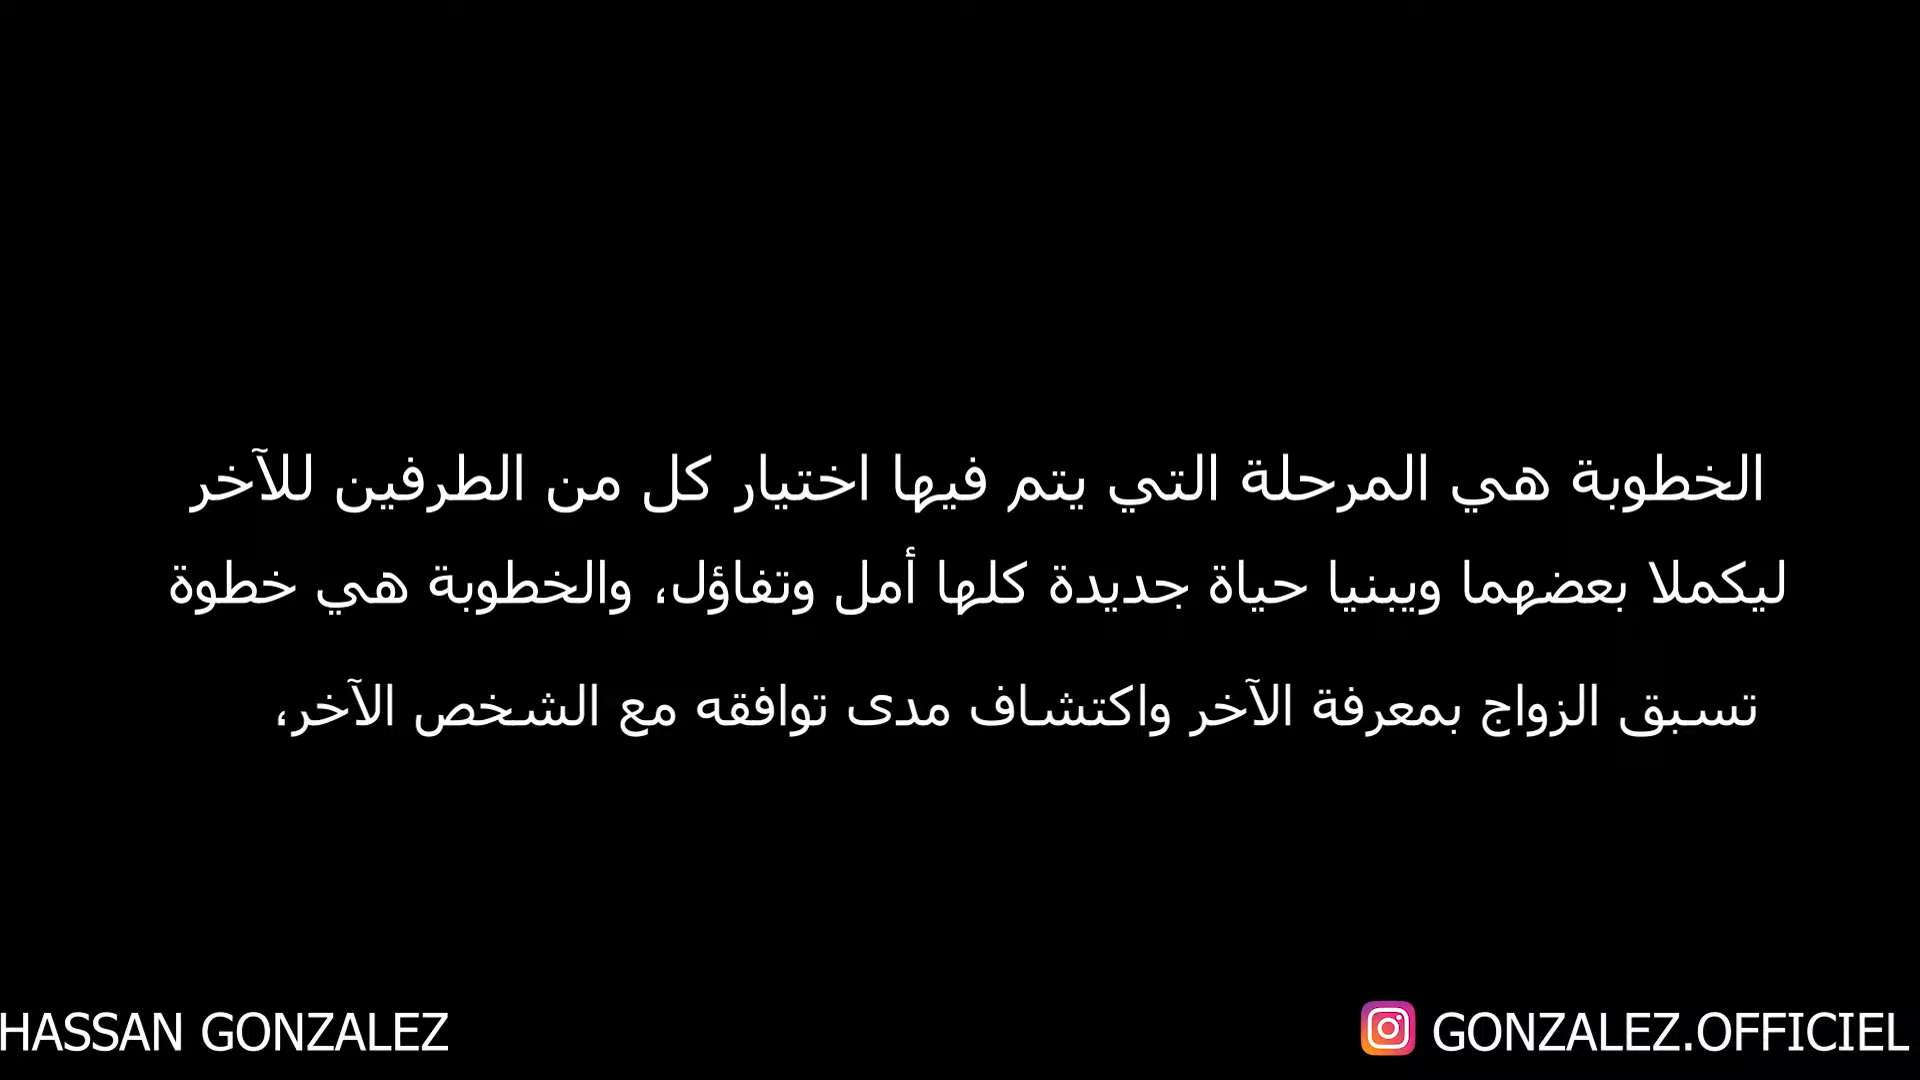 الخطوبة هي المرحلة التي يتم فيها اختيار كل من الطرفين للآخر
ليكملا بعضهما ويبنيا حياة جديدة كلها أمل وتفاؤل، والخطوبة هي خطوة
تسبق الزواج بمعرفة الآخر واكتشاف مدى توافقه مع الشخص الآخر،
HASSAN GONZALEZ
GONZALEZ.OFFICIEL